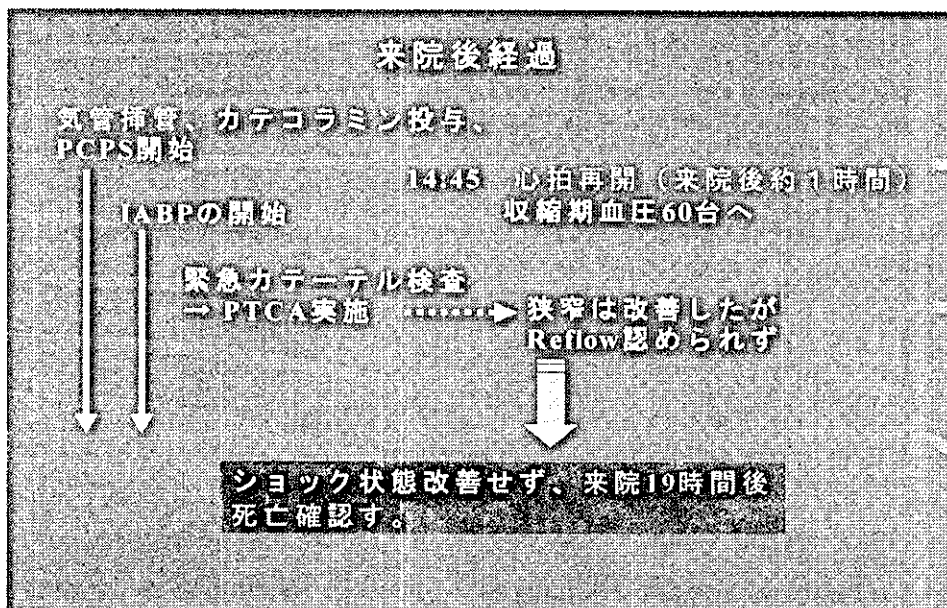 来院後経過
気管挿管、カテコラミン投与、
PCPS開始
14:45 心拍再開（来院後約1時間）
収縮期血圧60台へ
IABPの開始
緊急カテーテル検査
→ PTCA実施
狭窄は改善したが
Reflow認められず
ショック状態改善せず、来院19時間後
死亡確認す。